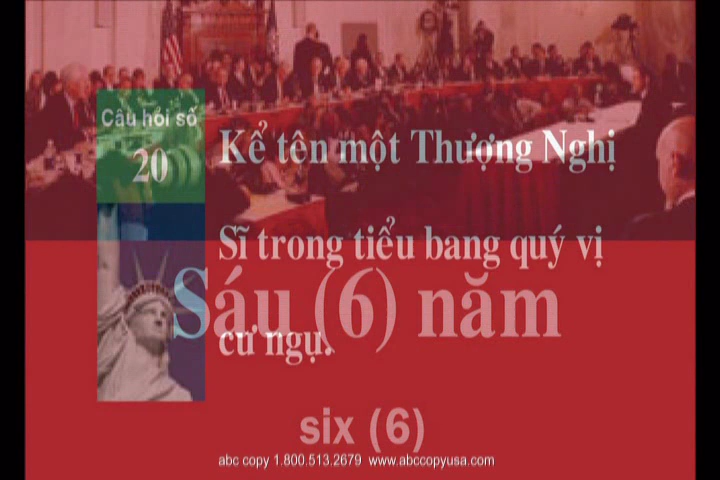 Câu hỏi số
20
Kể tên một Thượng Nghị
Sĩ trong tiểu bang quý vị
cư ngụ.
Sáu (6) năm
six (6)
abc copy 1.800.513.2679 www.abccopyusa.com